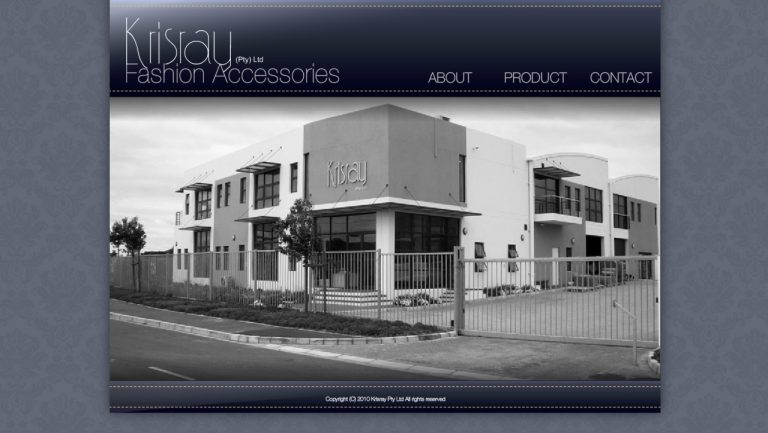 Krisray
(Pty) Ltd
Fashion Accessories
ABOUT PRODUCT CONTACT
Krisray
Copyright (C) 2010 Krisray Pty Ltd All rights reserved